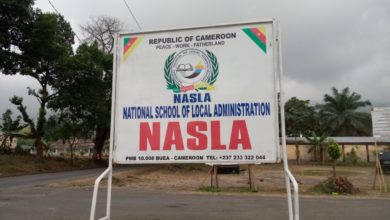 REPUBLIC OF CAMEROON
PEACE - WORK - FATHERLAND
NASLA
NATIONAL SCHOOL OF LOCAL ADMINISTRATION
NASLA
PMB 10.008 BUEA - CAMEROON TEL: +237 233 322 044